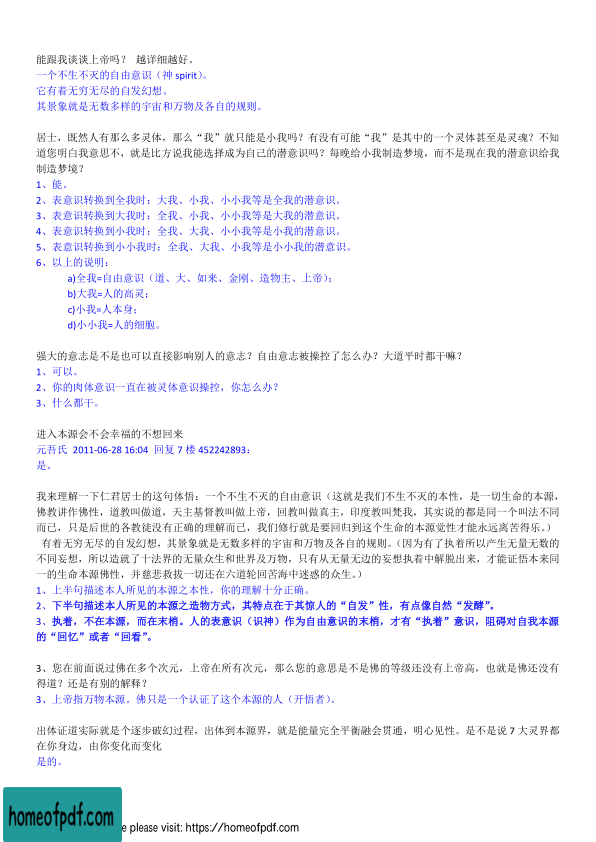 能跟我谈谈上帝吗？ 越详细越好。
一个不生不灭的自由意识（神 spirit）。
它有着无穷无尽的自发幻想。
其景象就是无数多样的宇宙和万物及各自的规则。
居士，既然人有那么多灵体，那么“我”就只能是小我吗？有没有可能“我”是其中的一个灵体甚至是灵魂？不知
道您明白我意思不，就是比方说我能选择成为自己的潜意识吗？每晚给小我制造梦境，而不是现在我的潜意识给我
制造梦境？
1、能。
2、表意识转换到全我时：大我、小我、小小我等是全我的潜意识。
3、表意识转换到大我时：全我、小我、小小我等是大我的潜意识。
4、表意识转换到小我时：全我、大我、小小我等是小我的潜意识。
5、表意识转换到小小我时：全我、大我、小我等是小小我的潜意识。
6、以上的说明：
a)全我=自由意识（道、大、如来、金刚、造物主、上帝）；
b)大我=人的高灵；
c)小我=人本身；
d)小小我=人的细胞。
强大的意志是不是也可以直接影响别人的意志？自由意志被操控了怎么办？大道平时都干嘛？
1、可以。
2、你的肉体意识一直在被灵体意识操控，你怎么办？
3、什么都干。
进入本源会不会幸福的不想回来
元吾氏 2011-06-28 16:04 回复 7 楼 452242893：
是。
我来理解一下仁君居士的这句体悟：一个不生不灭的自由意识（这就是我们不生不灭的本性，是一切生命的本源，
佛教讲作佛性，道教叫做道，天主基督教叫做上帝，回教叫做真主，印度教叫梵我，其实说的都是同一个叫法不同
而已，只是后世的各教徒没有正确的理解而已，我们修行就是要回归到这个生命的本源觉性才能永远离苦得乐。）
有着无穷无尽的自发幻想，其景象就是无数多样的宇宙和万物及各自的规则。（因为有了执着所以产生无量无数的
不同妄想，所以造就了十法界的无量众生和世界及万物，只有从无量无边的妄想执着中解脱出来，才能证悟本来同
一的生命本源佛性，并慈悲救拔一切还在六道轮回苦海中迷惑的众生。）
1、上半句描述本人所见的本源之本性，你的理解十分正确。
2、下半句描述本人所见的本源之造物方式，其特点在于其惊人的“自发”性，有点像自然“发酵”。
3、执着，不在本源，而在末梢。人的表意识（识神）作为自由意识的末梢，才有“执着”意识，阻碍对自我本源
的“回忆”或者“回看”。
3、您在前面说过佛在多个次元，上帝在所有次元，那么您的意思是不是佛的等级还没有上帝高，也就是佛还没有
得道？还是有别的解释？
3、上帝指万物本源。佛只是一个认证了这个本源的人（开悟者）。
出体证道实际就是个逐步破幻过程，出体到本源界，就是能量完全平衡融会贯通，明心见性。是不是说 7 大灵界都
在你身边，由你变化而变化
是的。
homeofpdf.com
e please visit: https://homeofpdf.com